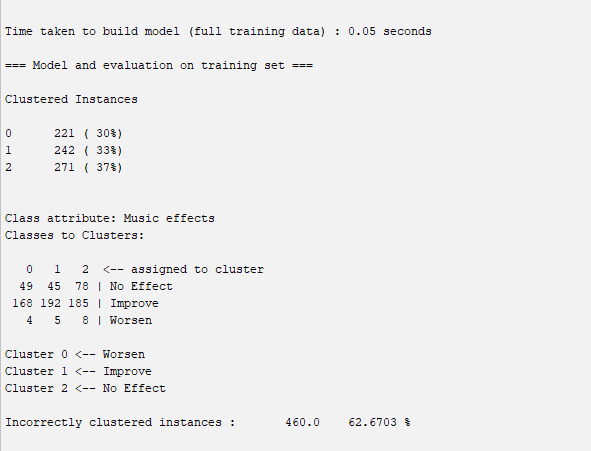 Time taken to build model (full training data) : 0.05 seconds
=== Model and evaluation on training set ===
Clustered Instances
0      221 ( 30%)
1      242 ( 33%)
2      271 ( 37%)
Class attribute: Music effects
Classes to Clusters:
   0   1   2  <-- assigned to cluster
  49  45  78 | No Effect
 168 192 185 | Improve
   4   5   8 | Worsen
Cluster 0 <-- Worsen
Cluster 1 <-- Improve
Cluster 2 <-- No Effect
Incorrectly clustered instances :       460.0    62.6703 %